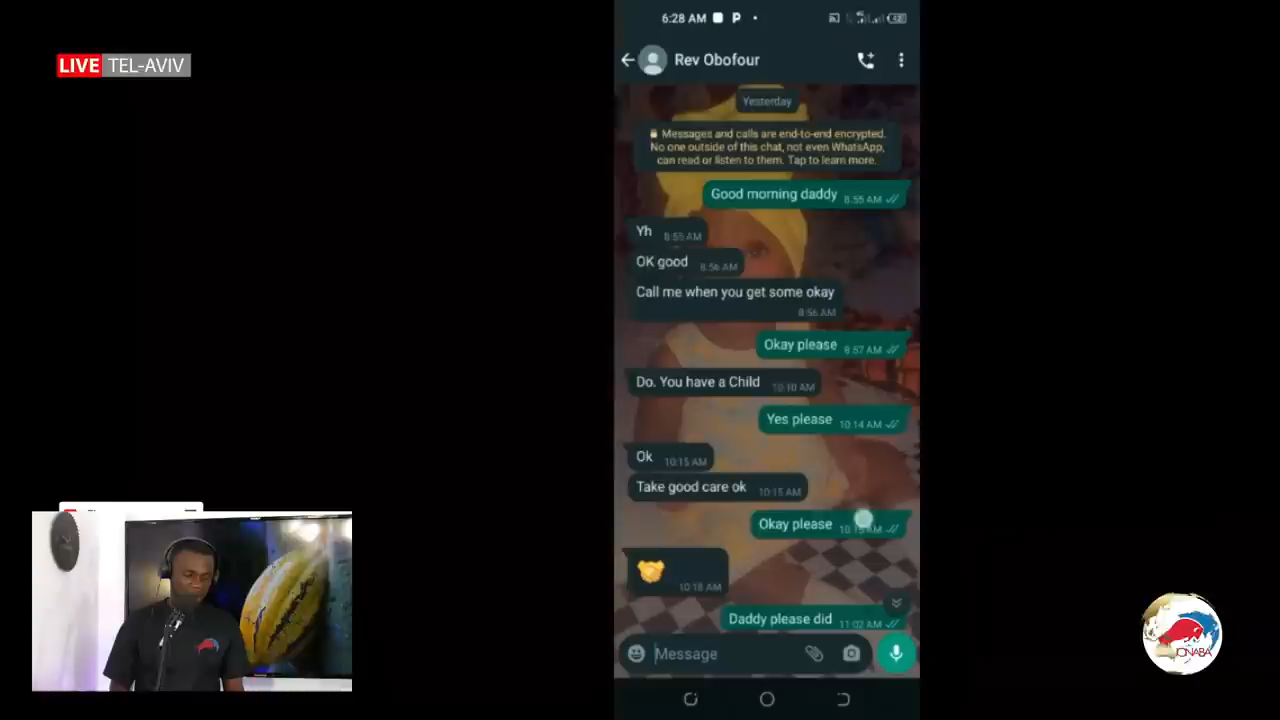 LIVE TEL-AVIV
6:28 AM
Rev Obofour
Yesterday
Messages and calls are end-to-end encrypted.
No one outside of this chat, not even WhatsApp,
can read or listen to them. Tap to learn more.
Good morning daddy 8:55 AM
Yh 8:55 AM
OK good 8:56 AM
Call me when you get some okay
8:56 AM
Okay please 8:57 AM
Do. You have a Child 10:10 AM
Yes please 10:14 AM
Ok 10:15 AM
Take good care ok 10:15 AM
Okay please 10:15 AM
10:18 AM
Daddy please did 11:02 AM
Message
JONABA